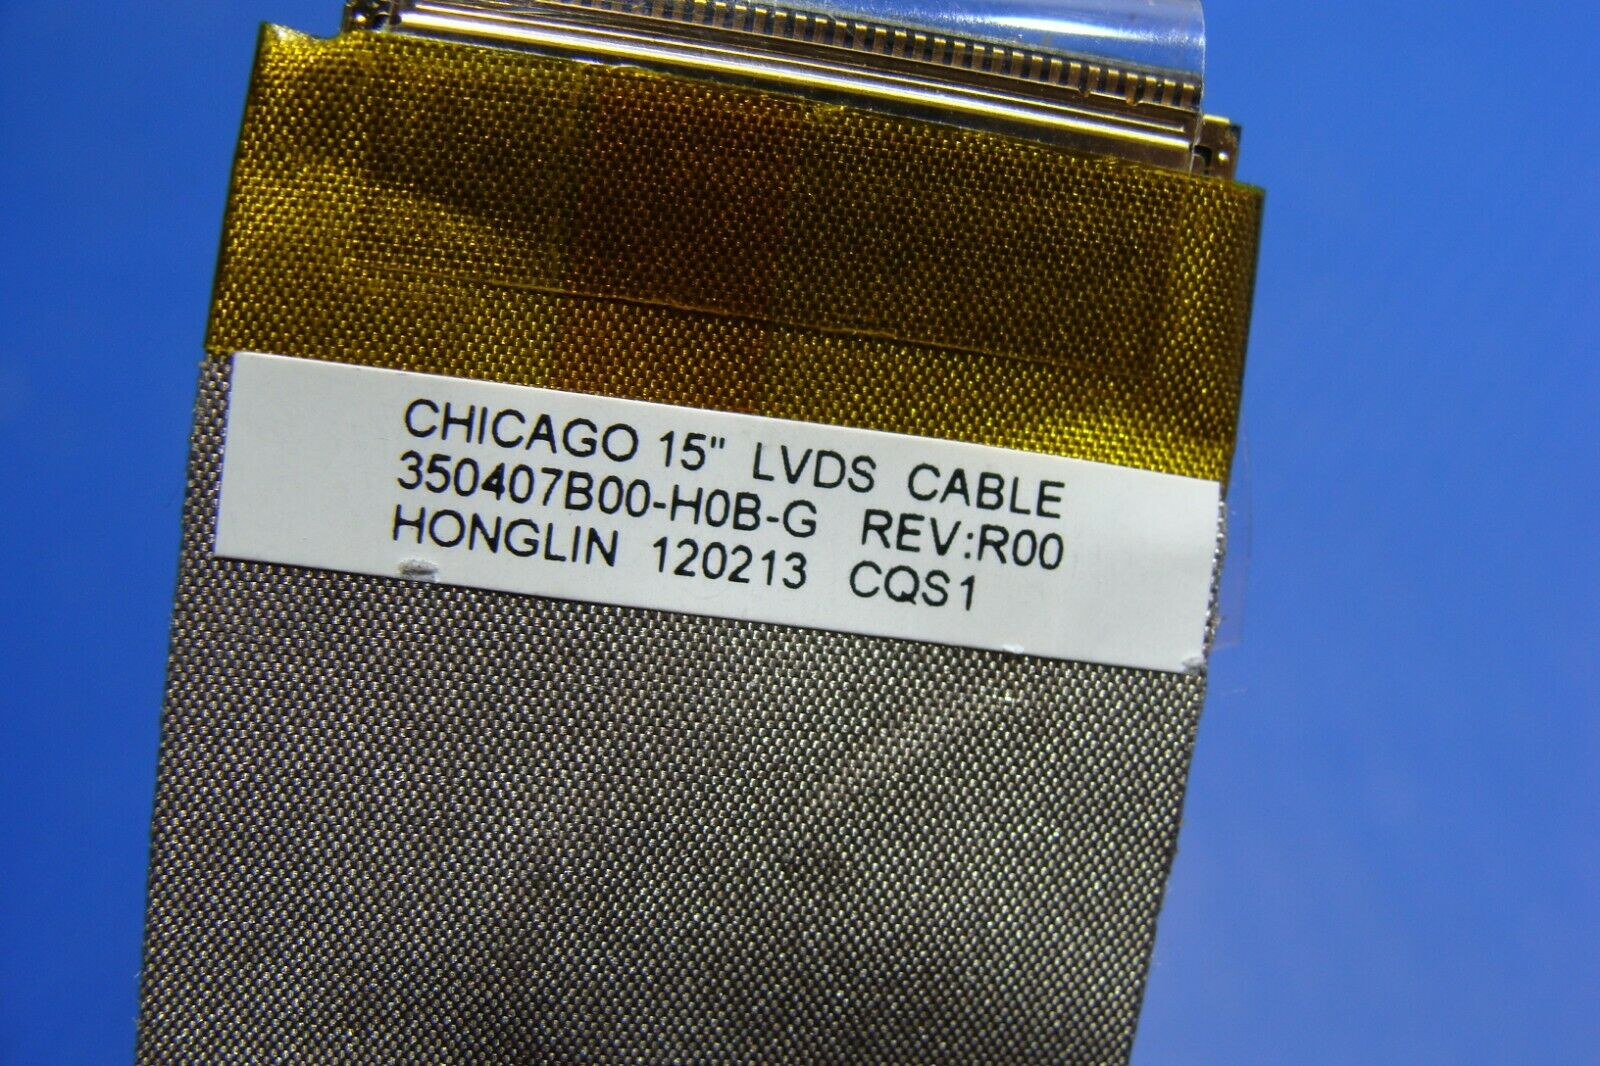 CHICAGO 15" LVDS CABLE
350407B00-H0B-G REV:R00
HONGLIN 120213 CQS1